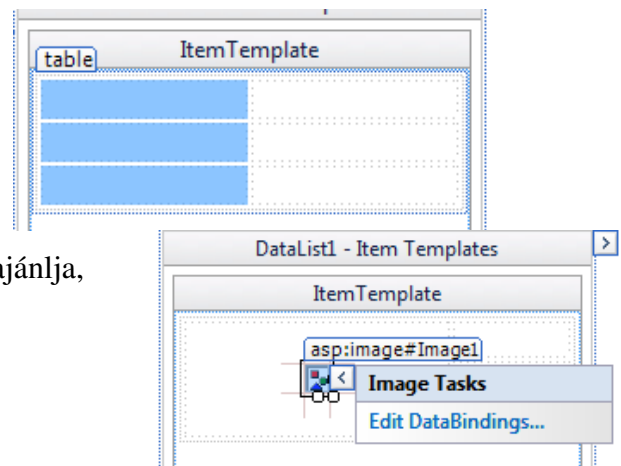 ItemTemplate
table
ajánlja,
DataList1 - Item Templates
ItemTemplate
asp:image#Image1
Image Tasks
Edit DataBindings...